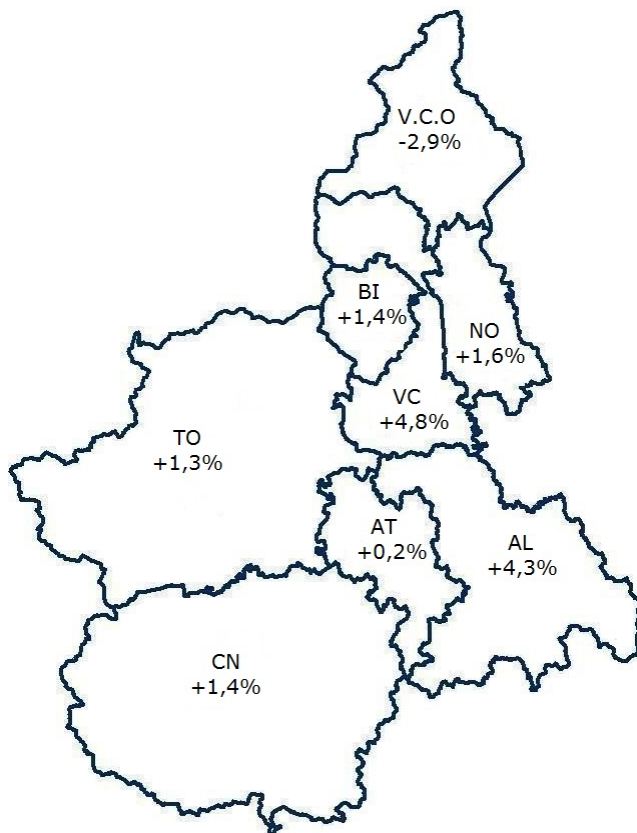 V.C.O
-2,9%
BI
+1,4%
NO
+1,6%
VC
+4,8%
TO
+1,3%
AT
+0,2%
AL
+4,3%
CN
+1,4%